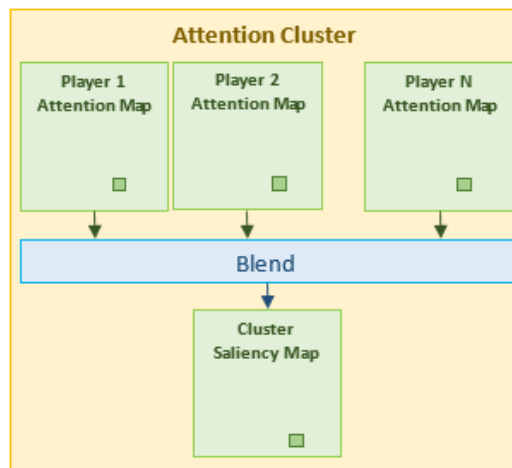 Attention Cluster
Player 1
Attention Map
Player 2
Attention Map
Player N
Attention Map
Blend
Cluster
Saliency Map